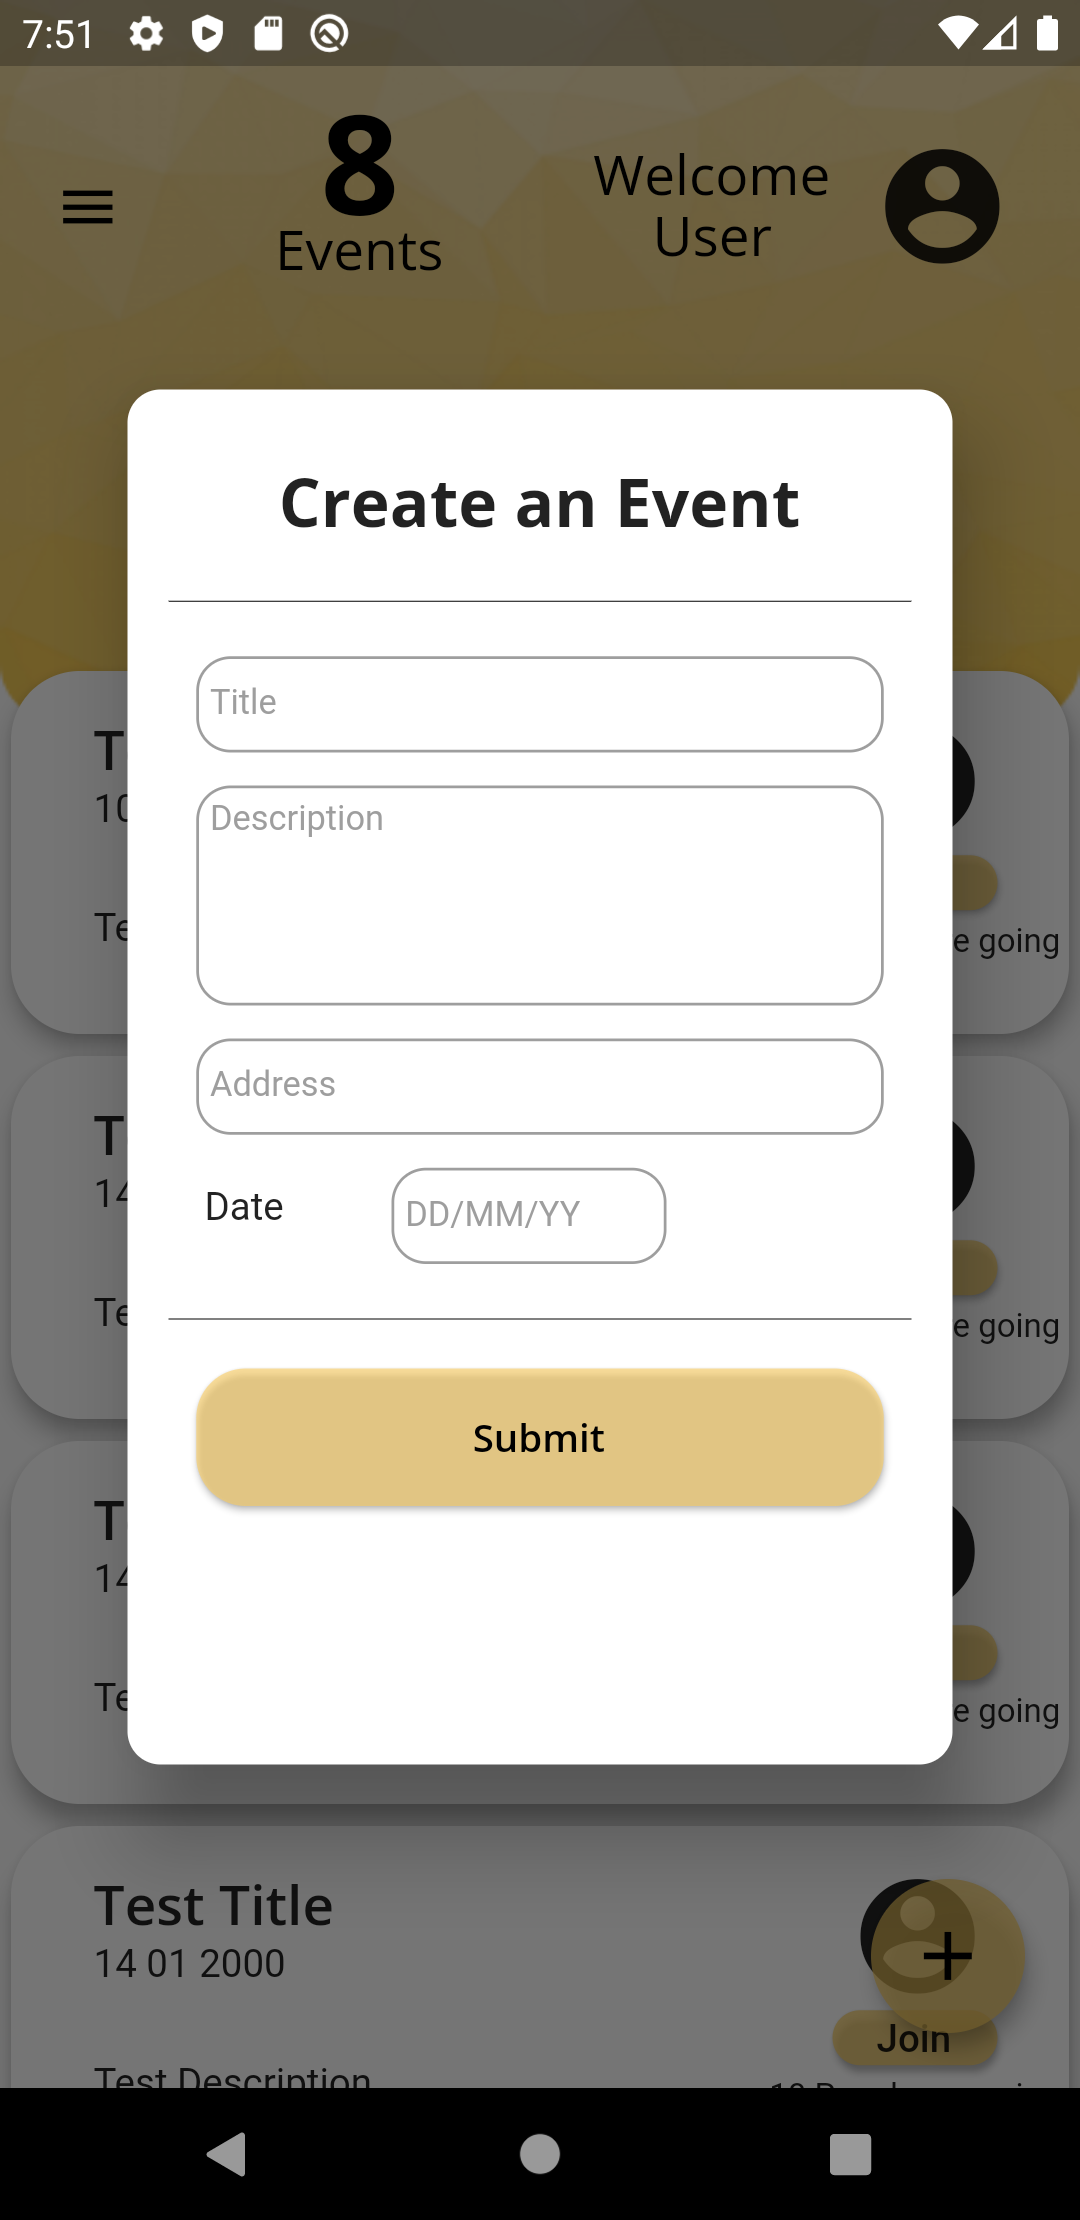 7:51
8
Events
Welcome
User
Create an Event
Title
Description
Address
Date
DD/MM/YY
Submit
T
10
Te
e going
T
14
Te
e going
T
14
Te
e going
Test Title
14 01 2000
Join
Test Description